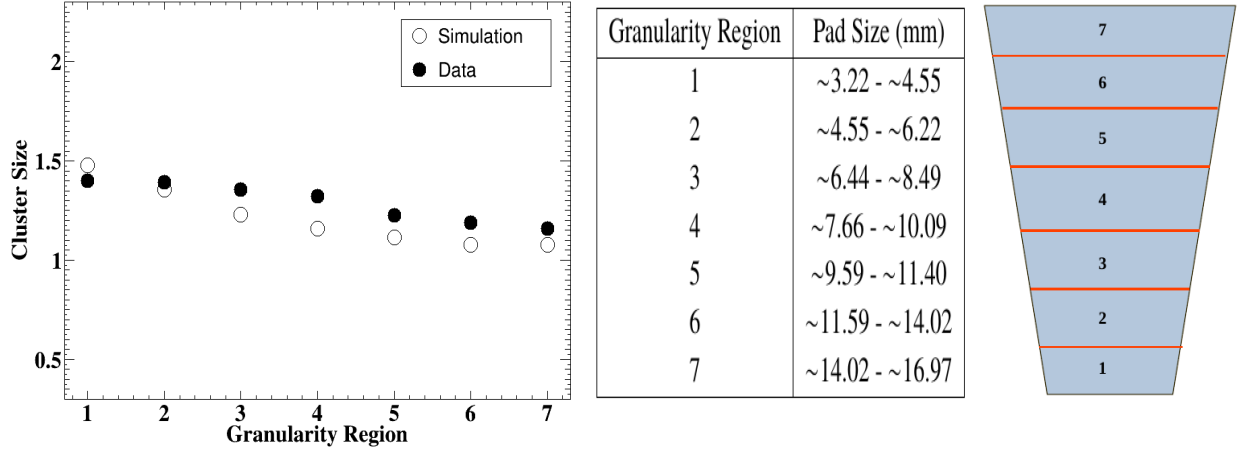 Simulation
Data
2
1.5
1
0.5
Cluster Size
1 2 3 4 5 6 7
Granularity Region
Granularity Region Pad Size (mm)
1 ~3.22 - ~4.55
2 ~4.55 - ~6.22
3 ~6.44 - ~8.49
4 ~7.66 - ~10.09
5 ~9.59 - ~11.40
6 ~11.59 - ~14.02
7 ~14.02 - ~16.97
7
6
5
4
3
2
1